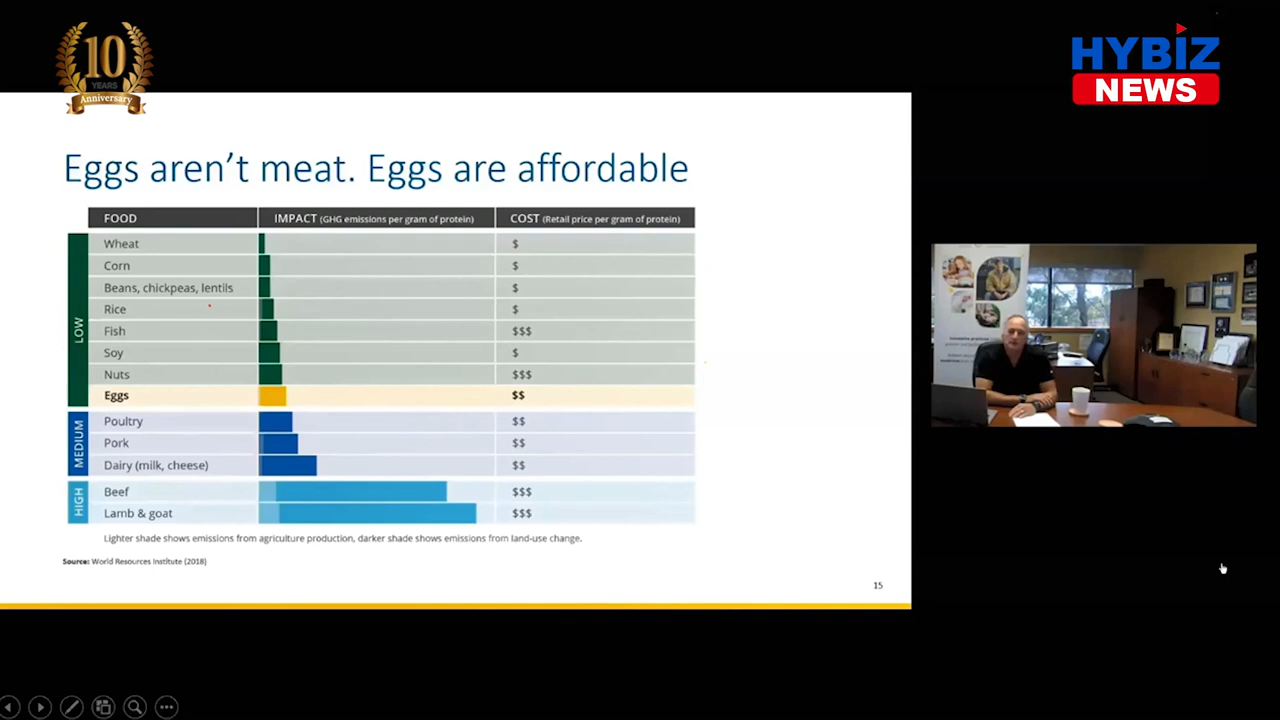 10
YEARS
Anniversary
HYBIZ
NEWS
Eggs aren't meat. Eggs are affordable
FOOD IMPACT (GHG emissions per gram of protein) COST (Retail price per gram of protein)
LOW
Wheat $
Corn $
Beans, chickpeas, lentils $
Rice $
Fish $$$
Soy $
Nuts $$$
Eggs $$
MEDIUM
Poultry $$
Pork $$
Dairy (milk, cheese) $$
HIGH
Beef $$$
Lamb & goat $$$
Lighter shade shows emissions from agriculture production, darker shade shows emissions from land-use change.
Source: World Resources Institute (2018)
15